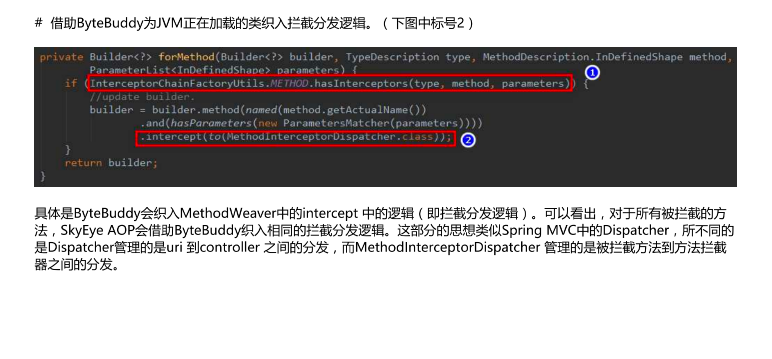 # 借助ByteBuddy为JVM正在加载的类织入拦截分发逻辑。（下图中标号2）
private Builder<?> forMethod(Builder<?> builder, TypeDescription type, MethodDescription.InDefinedShape method,
ParameterList<InDefinedShape> parameters) {
①
if (InterceptorChainFactoryUtils.METHOD.hasInterceptors(type, method, parameters)) {
//update builder.
builder = builder.method(named(method.getActualName())
.and(hasParameters(new ParametersMatcher(parameters))))
.intercept(to(MethodInterceptorDispatcher.class)); ②
}
return builder;
}
具体是ByteBuddy会织入MethodWeaver中的intercept 中的逻辑（即拦截分发逻辑）。可以看出，对于所有被拦截的方
法，SkyEye AOP会借助ByteBuddy织入相同的拦截分发逻辑。这部分的思想类似Spring MVC中的Dispatcher，所不同的
是Dispatcher管理的是uri 到controller 之间的分发，而MethodInterceptorDispatcher 管理的是被拦截方法到方法拦截
器之间的分发。